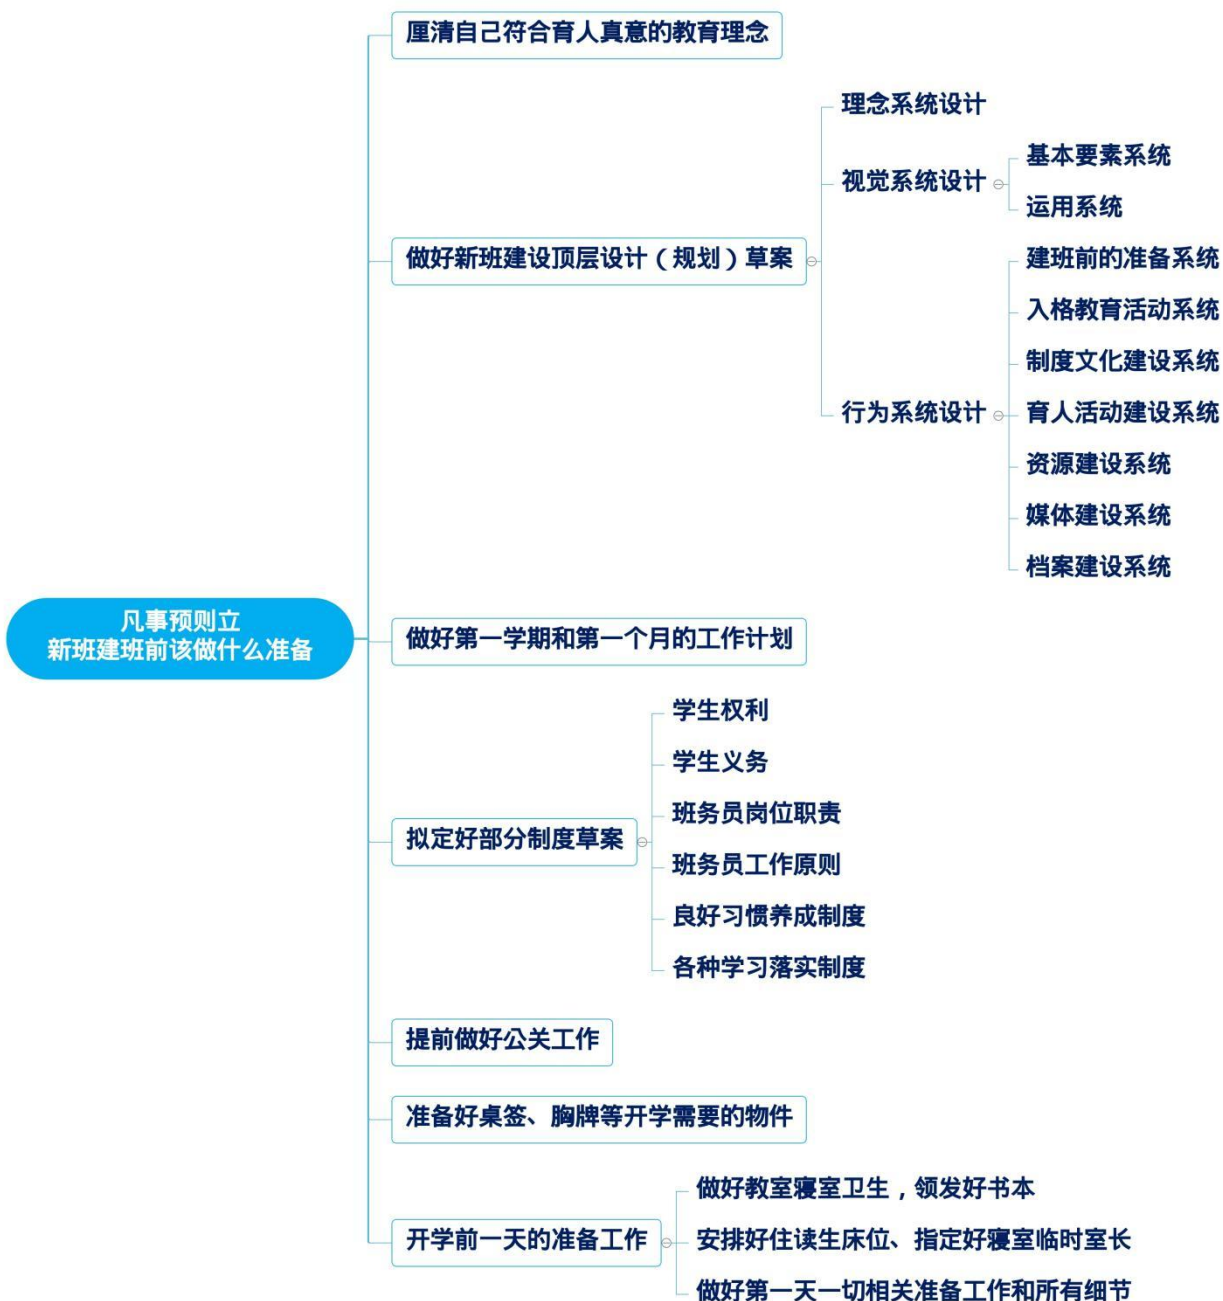 厘清自己符合育人真意的教育理念
理念系统设计
基本要素系统
视觉系统设计
运用系统
做好新班建设顶层设计（规划）草案
建班前的准备系统
入格教育活动系统
制度文化建设系统
行为系统设计
育人活动建设系统
资源建设系统
媒体建设系统
档案建设系统
凡事预则立
新班建班前该做什么准备
做好第一学期和第一个月的工作计划
学生权利
学生义务
班务员岗位职责
拟定好部分制度草案
班务员工作原则
良好习惯养成制度
各种学习落实制度
提前做好公关工作
准备好桌签、胸牌等开学需要的物件
做好教室寝室卫生，领发好书本
开学前一天的准备工作
安排好住读生床位、指定好寝室临时室长
做好第一天一切相关准备工作和所有细节